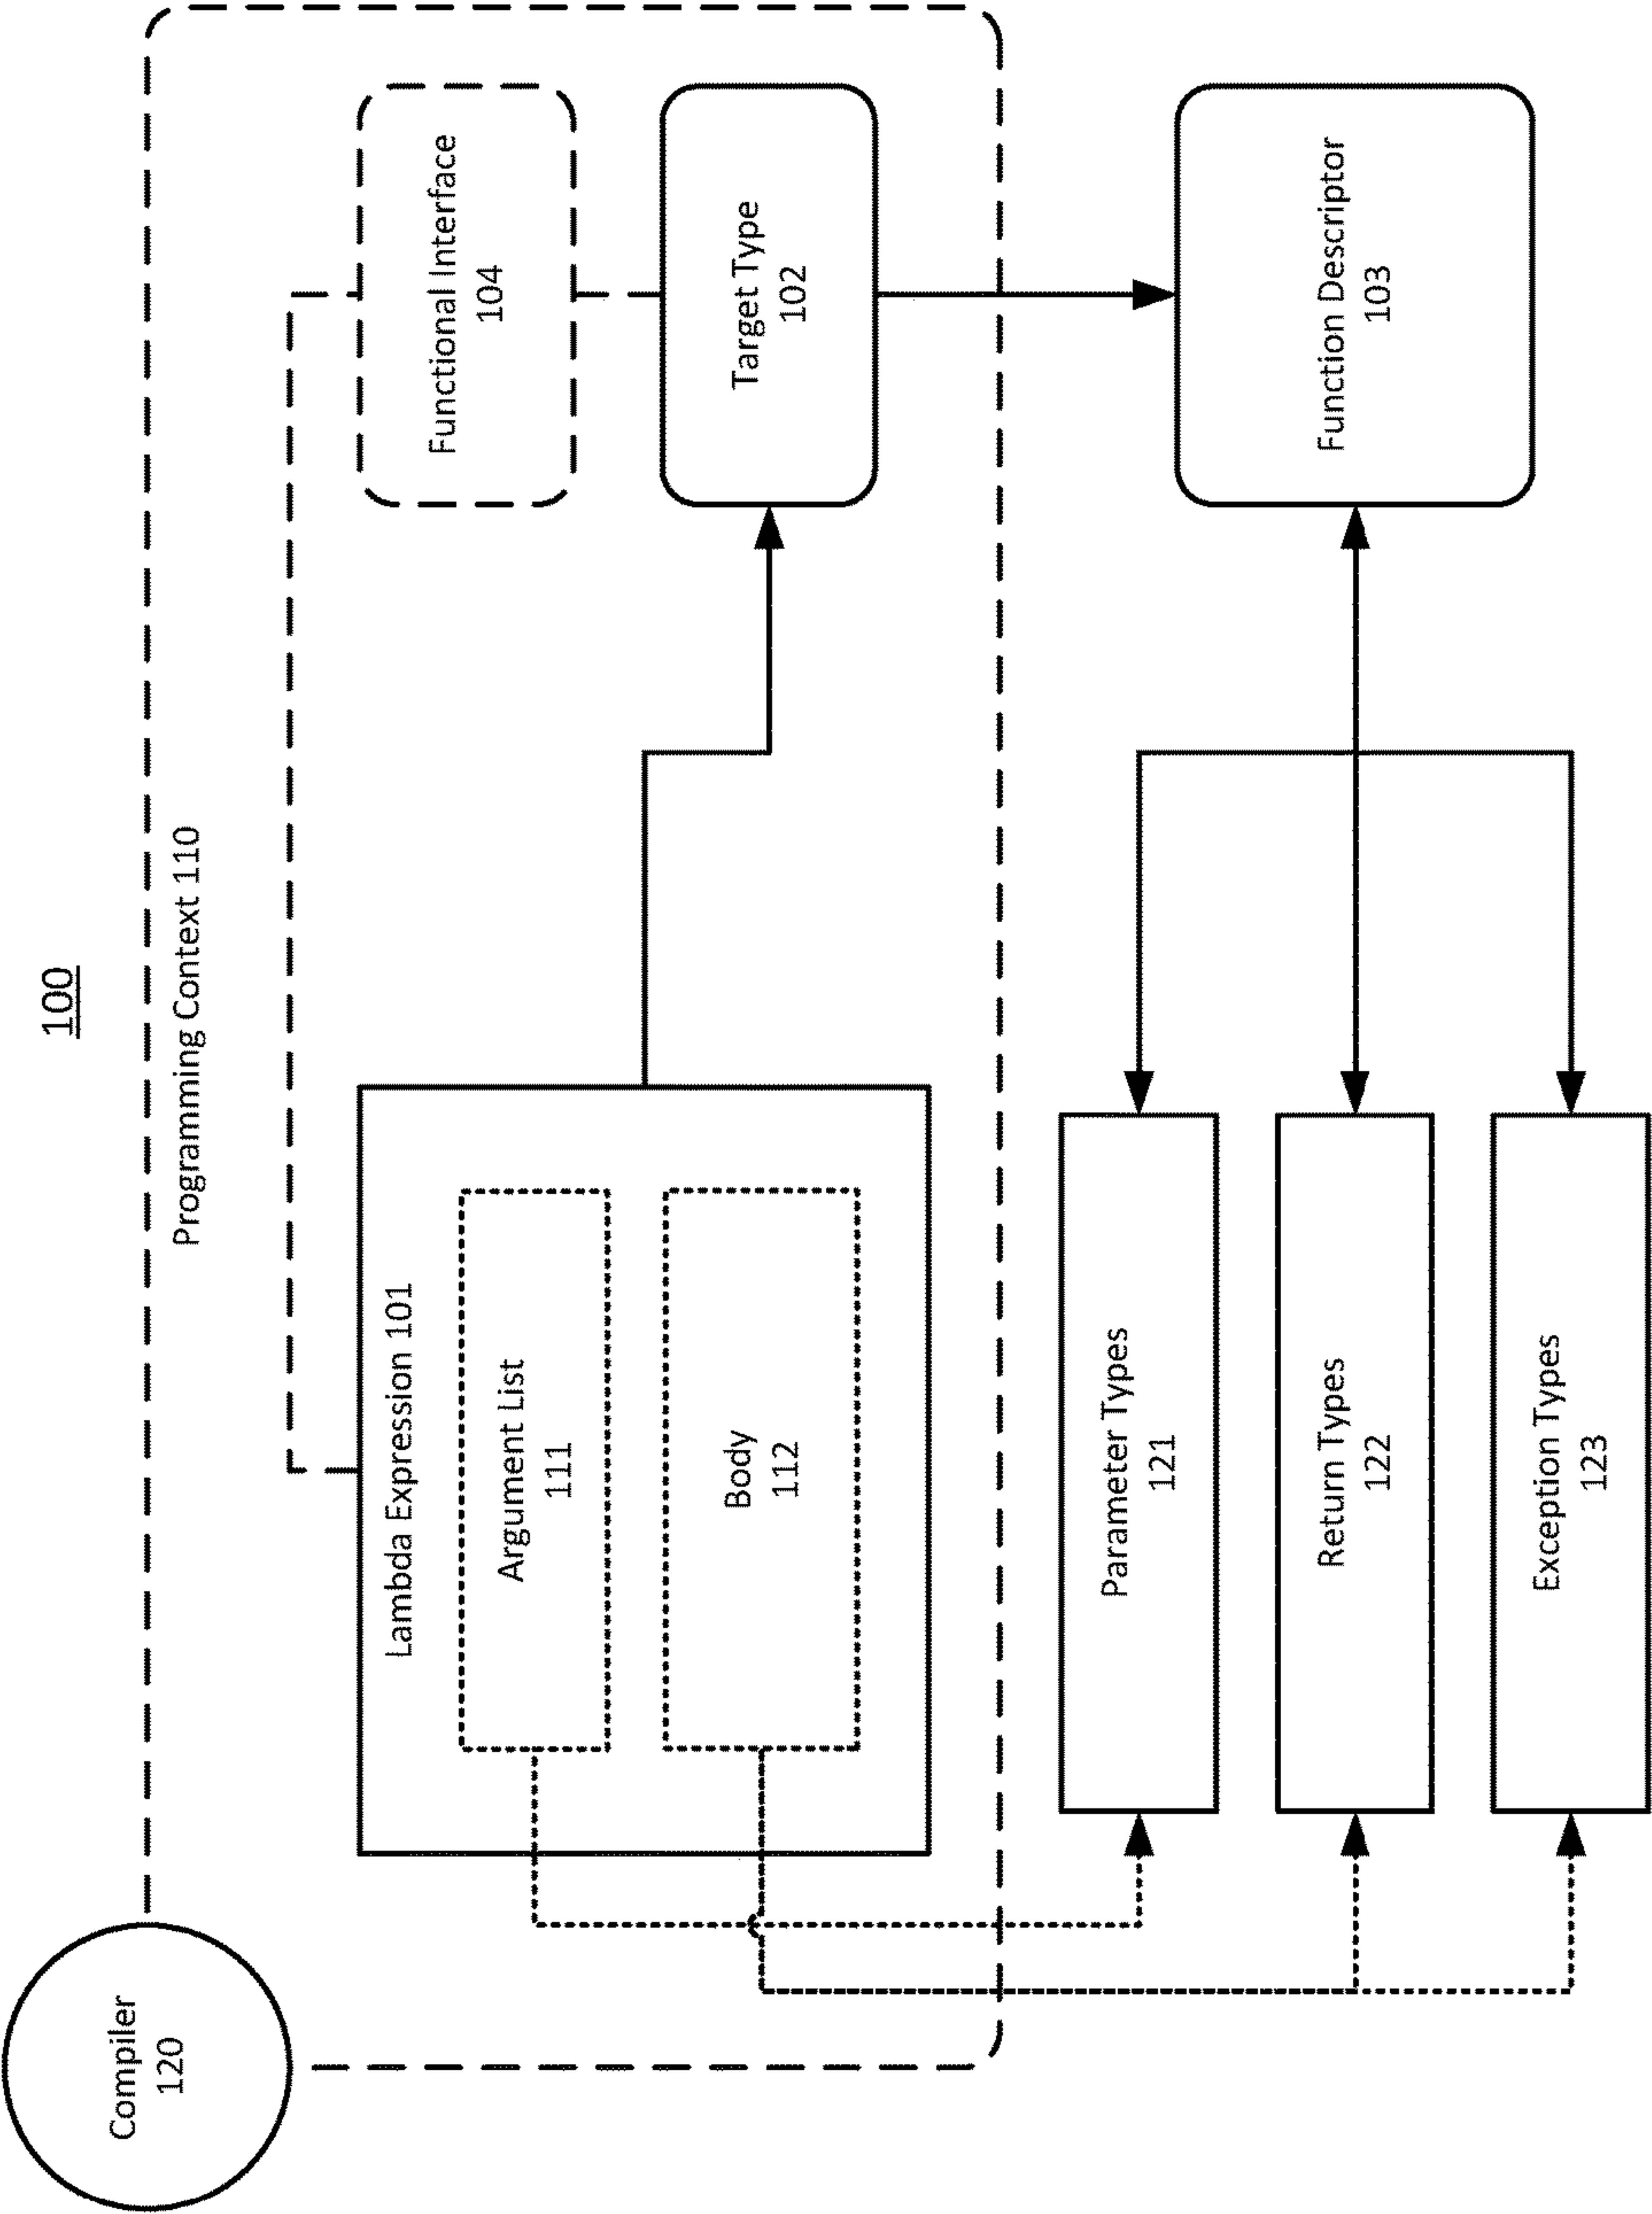 100
Compiler
120
Programming Context 110
Lambda Expression 101
Argument List
111
Body
112
Functional Interface
104
Target Type
102
Parameter Types
121
Return Types
122
Exception Types
123
Function Descriptor
103